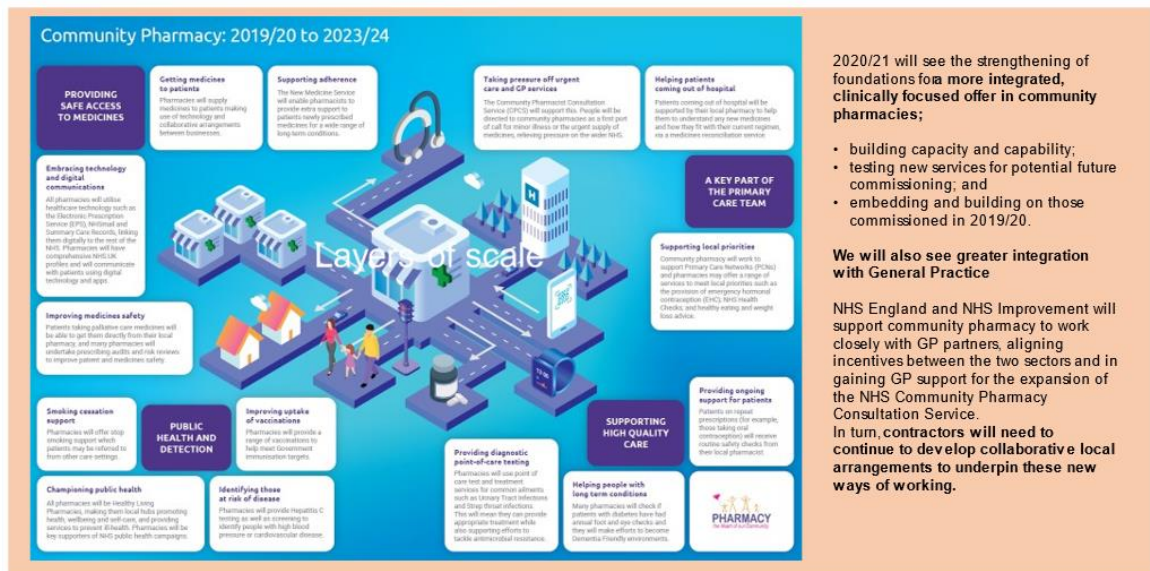 Community Pharmacy: 2019/20 to 2023/24
PROVIDING
SAFE ACCESS
TO MEDICINES
Getting medicines
to patients
Pharmacies will supply
medicines to patients making
use of technology and
collaborative arrangements
between businesses.
Supporting adherence
The New Medicine Service
will enable pharmacists to
provide extra support to
patients newly prescribed
medicines for a wide range of
long-term conditions.
Taking pressure off urgent
care and GP services
The Community Pharmacist Consultation
Service (CPCS) will support this. People will be
directed to community pharmacies as a first port
of call for minor illness or the urgent supply of
medicines, relieving pressure on the wider NHS.
Helping patients
coming out of hospital
Patients coming out of hospital will be
supported by their local pharmacy to help
them to understand any new medicines
and how they fit with their current regimen,
via a medicines reconciliation service
Embracing technology
and digital
communications
All pharmacies will utilise
healthcare technology such as
the Electronic Prescription
Service (EPS), NHSmail and
Summary Care Records, linking
them digitally to the rest of the
NHS. Pharmacies will have
comprehensive NHS UK
profiles and will communicate
with patients using digital
technology and apps.
A KEY PART OF
THE PRIMARY
CARE TEAM
H
Layers of scale
Supporting local priorities
Community pharmacy will work to
support Primary Care Networks (PCNs)
and pharmacies may offer a range of
services to meet local priorities such as
the provision of emergency hormonal
contraception (EHC), NHS Health
Checks, and healthy eating and weight
loss advice.
Improving medicines safety
Patients taking palliative care medicines will
be able to get them directly from their local
pharmacy, and many pharmacies will
undertake prescribing audits and risk reviews
to improve patient and medicines safety.
Smoking cessation
support
Pharmacies will offer stop
smoking support which
patients may be referred to
from other care settings.
PUBLIC
HEALTH AND
DETECTION
Improving uptake
of vaccinations
Pharmacies will provide a
range of vaccinations to
help meet Government
immunisation targets.
Championing public health
All pharmacies will be Healthy Living
Pharmacies, making them local hubs promoting
health, wellbeing and self-care, and providing
services to prevent ill-health. Pharmacies will be
key supporters of NHS public health campaigns.
Identifying those
at risk of disease
Pharmacies will provide Hepatitis C
testing as well as screening to
identify people with high blood
pressure or cardiovascular disease.
Providing diagnostic
point-of-care testing
Pharmacies will use point of
care test and treatment
services for common ailments
such as Urinary Tract Infections
and Strep throat infections.
This will mean they can provide
appropriate treatment while
also supporting efforts to
tackle antimicrobial resistance.
SUPPORTING
HIGH QUALITY
CARE
Providing ongoing
support for patients
Patients on repeat
prescriptions (for example,
those taking oral
contraception) will receive
routine safety checks from
their local pharmacist.
Helping people with
long term conditions
Many pharmacies will check if
patients with diabetes have had
annual foot and eye checks and
they will make efforts to become
Dementia Friendly environments.
PHARMACY
the heart of our community
2020/21 will see the strengthening of
foundations for a more integrated,
clinically focused offer in community
pharmacies;
• building capacity and capability;
• testing new services for potential future
commissioning; and
• embedding and building on those
commissioned in 2019/20.
We will also see greater integration
with General Practice
NHS England and NHS Improvement will
support community pharmacy to work
closely with GP partners, aligning
incentives between the two sectors and in
gaining GP support for the expansion of
the NHS Community Pharmacy
Consultation Service.
In turn, contractors will need to
continue to develop collaborative local
arrangements to underpin these new
ways of working.